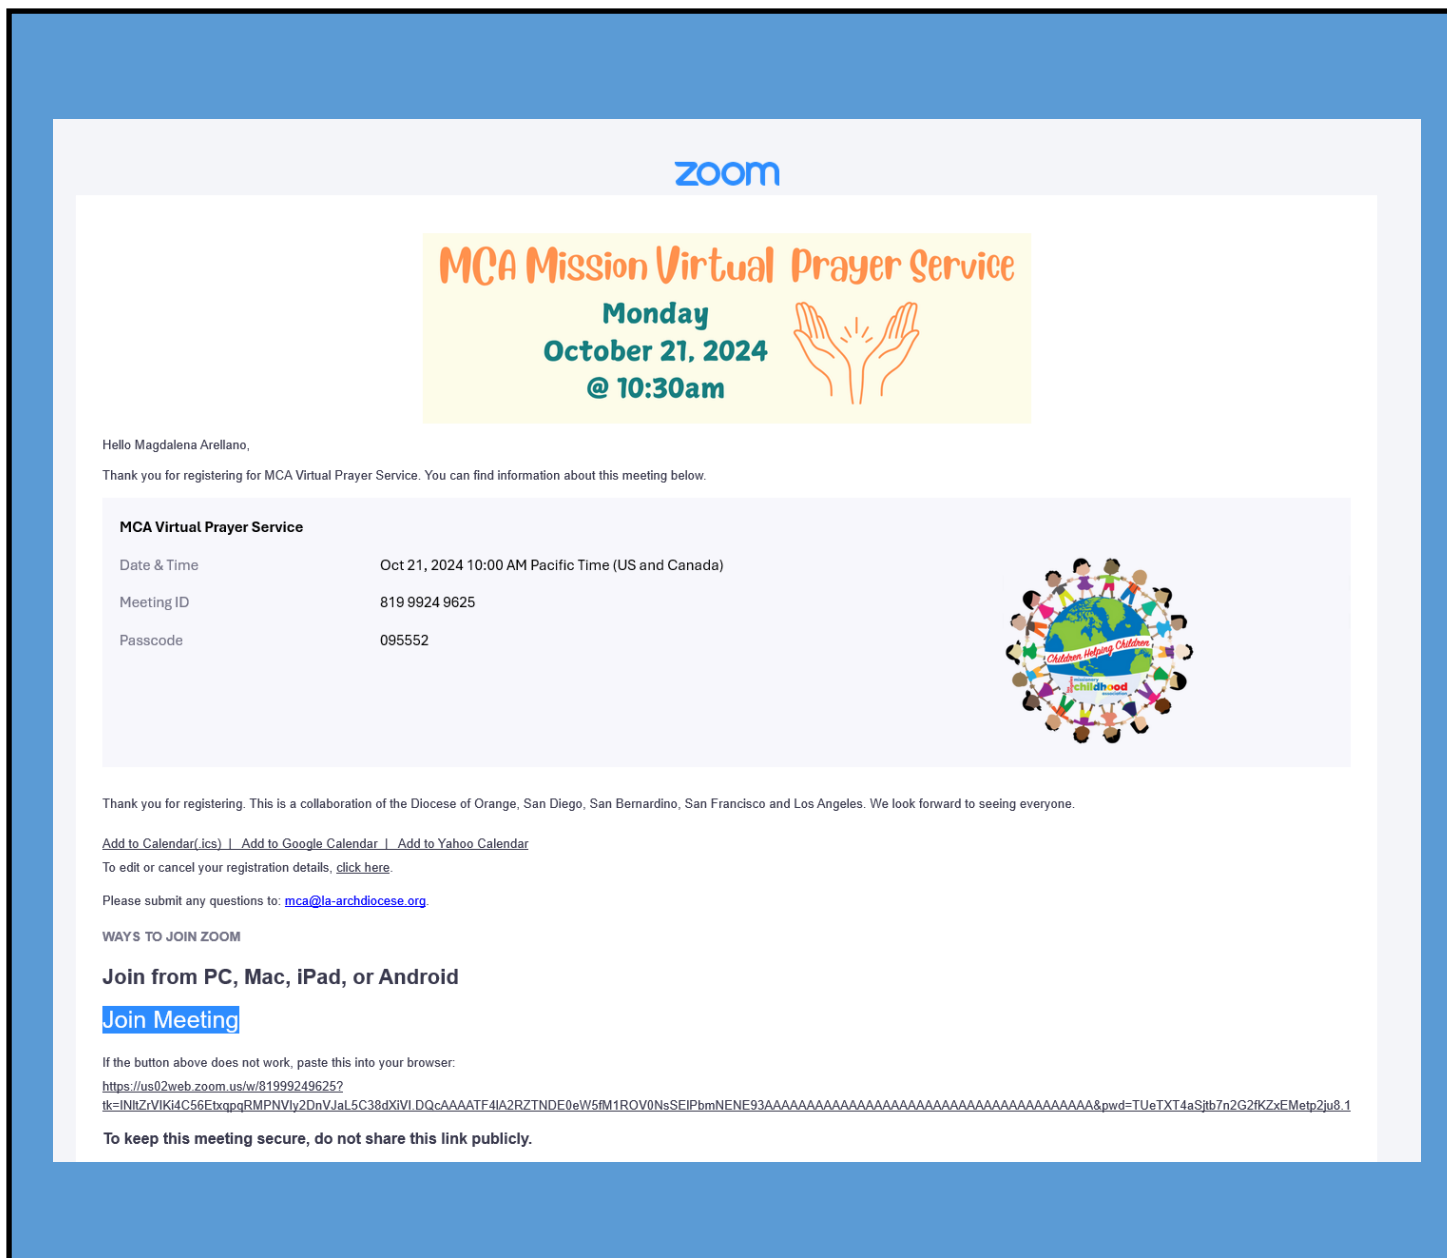 zoom
MCA Mission Virtual Prayer Service
Monday
October 21, 2024
@ 10:30am
Hello Magdalena Arellano,
Thank you for registering for MCA Virtual Prayer Service. You can find information about this meeting below.
MCA Virtual Prayer Service
Date & Time Oct 21, 2024 10:00 AM Pacific Time (US and Canada)
Meeting ID 819 9924 9625
Passcode 095552
Children Helping Children
missionary
childhood
association
Thank you for registering. This is a collaboration of the Diocese of Orange, San Diego, San Bernardino, San Francisco and Los Angeles. We look forward to seeing everyone.
Add to Calendar(.ics) | Add to Google Calendar | Add to Yahoo Calendar
To edit or cancel your registration details, click here.
Please submit any questions to: mca@la-archdiocese.org.
WAYS TO JOIN ZOOM
Join from PC, Mac, iPad, or Android
Join Meeting
If the button above does not work, paste this into your browser:
https://us02web.zoom.us/w/81999249625?
To keep this meeting secure, do not share this link publicly.